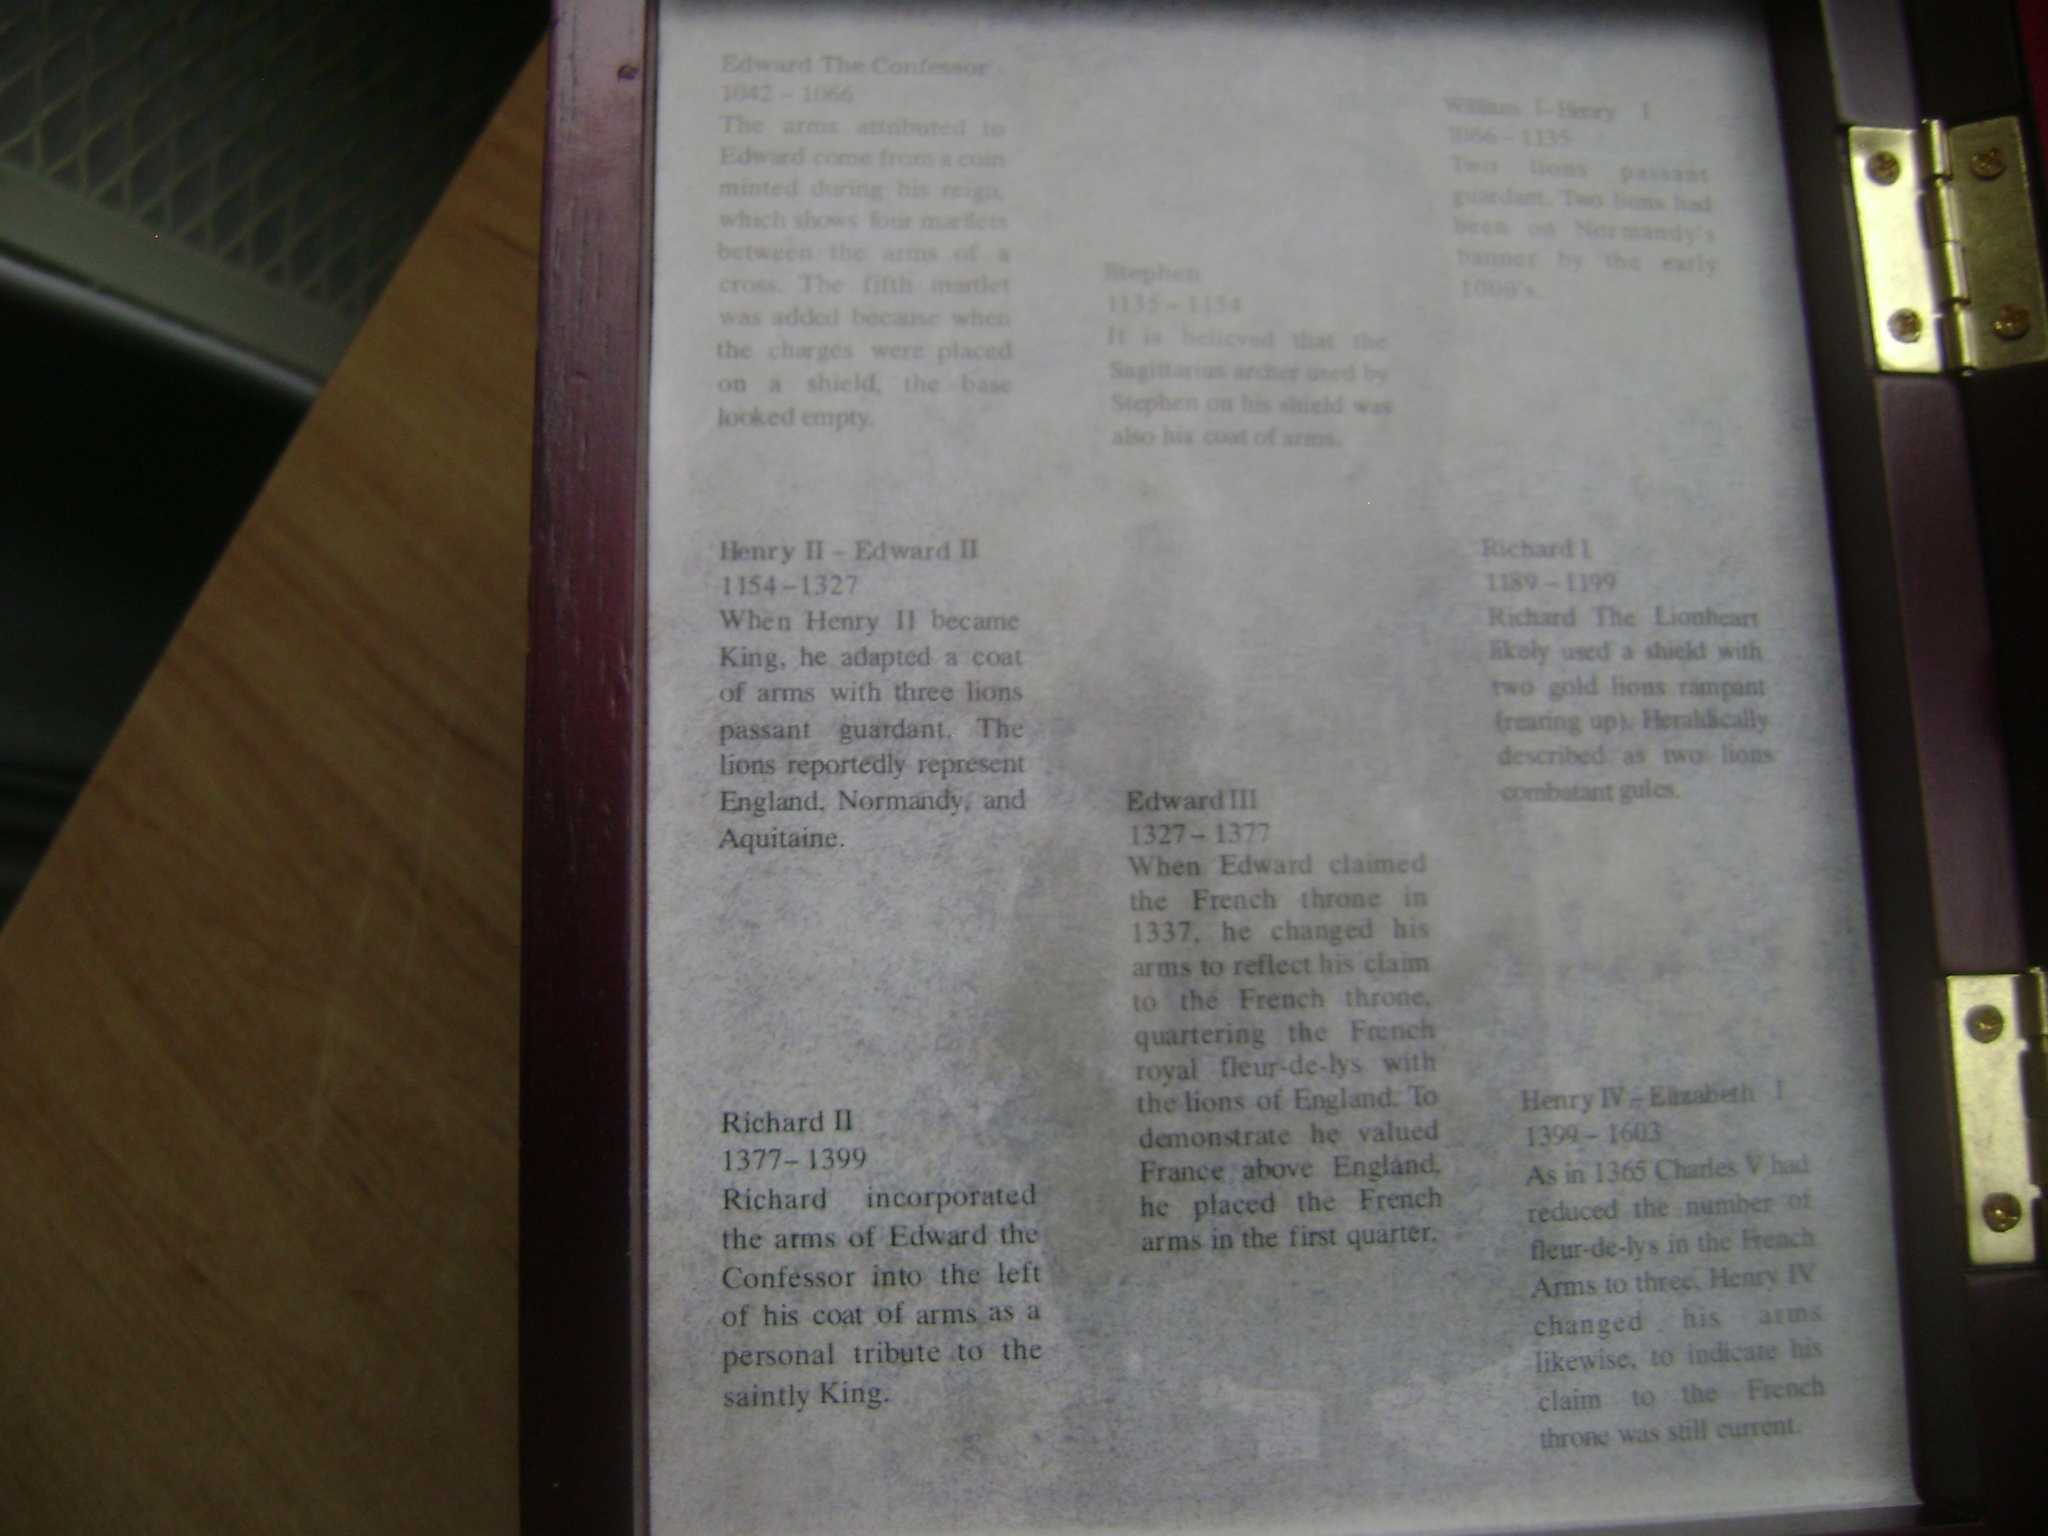 Edward The Confessor
1042 – 1066
The arms attributed to
Edward come from a coin
minted during his reign,
which shows four martlets
between the arms of a
cross. The fifth martlet
was added because when
the charges were placed
on a shield, the base
looked empty.
Stephen
1135 – 1154
It is believed that the
Sagittarius archer used by
Stephen on his shield was
also his coat of arms.
William I – Henry I
1066 – 1135
Two lions passant
guardant. Two lions had
been on Normandy's
banner by the early
1000's.
Henry II – Edward II
1154 – 1327
When Henry II became
King, he adapted a coat
of arms with three lions
passant guardant. The
lions reportedly represent
England, Normandy, and
Aquitaine.
Edward III
1327 – 1377
When Edward claimed
the French throne in
1337, he changed his
arms to reflect his claim
to the French throne,
quartering the French
royal fleur-de-lys with
the lions of England. To
demonstrate he valued
France above England,
he placed the French
arms in the first quarter.
Richard I
1189 – 1199
Richard The Lionheart
likely used a shield with
two gold lions rampant
(rearing up). Heraldically
described as two lions
combatant gules.
Richard II
1377 – 1399
Richard incorporated
the arms of Edward the
Confessor into the left
of his coat of arms as a
personal tribute to the
saintly King.
Henry IV – Elizabeth I
1399 – 1603
As in 1365 Charles V had
reduced the number of
fleur-de-lys in the French
Arms to three, Henry IV
changed his arms
likewise, to indicate his
claim to the French
throne was still current.